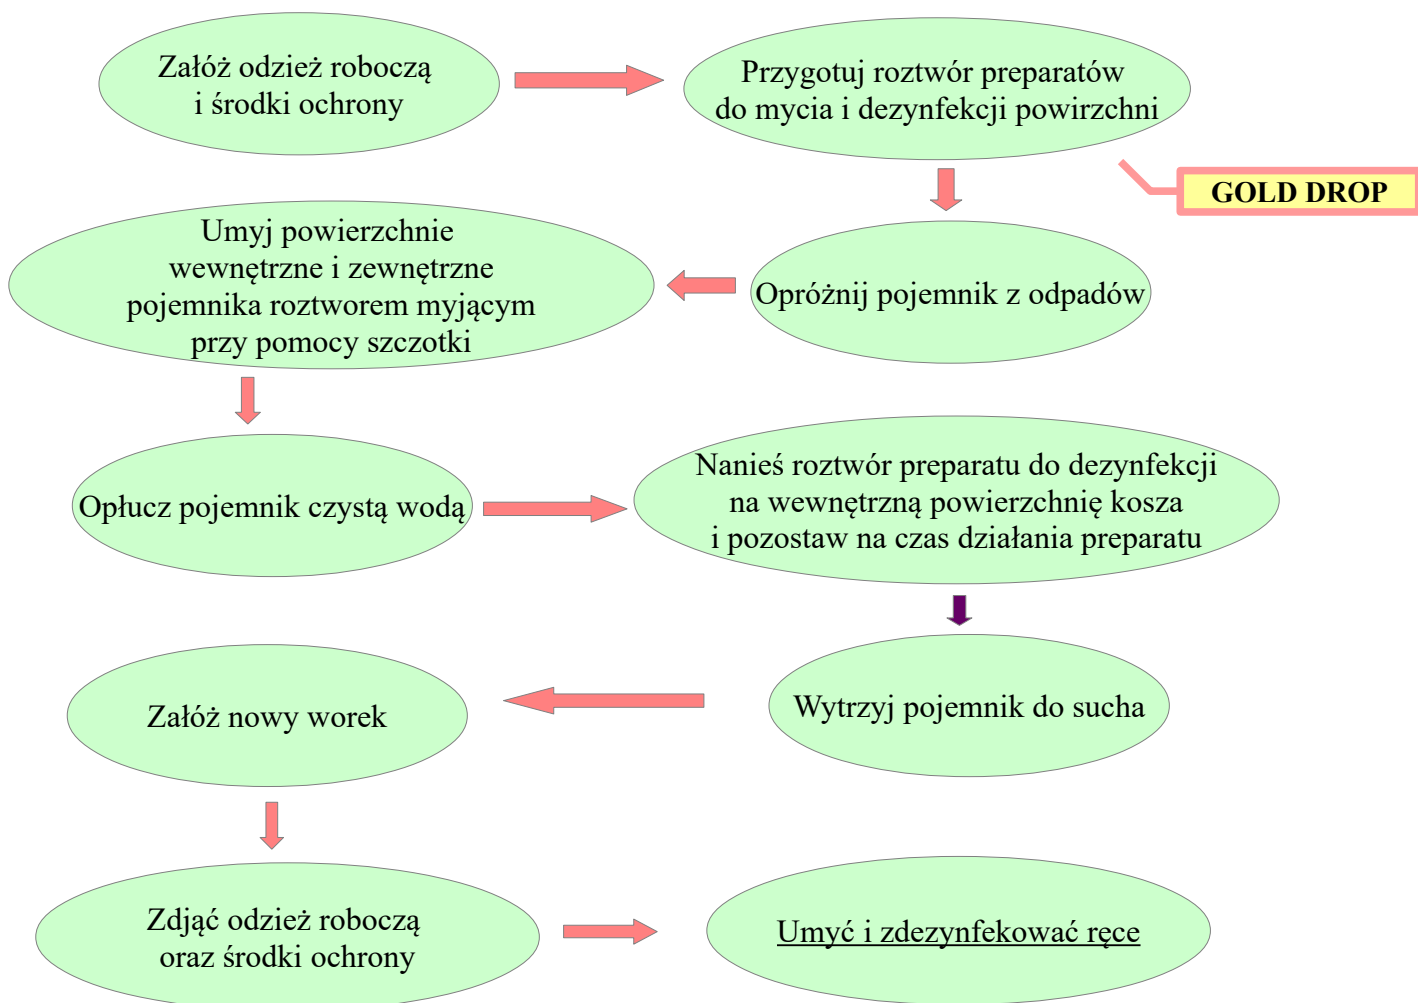 Załóż odzież roboczą
i środki ochrony
Przygotuj roztwór preparatów
do mycia i dezynfekcji powirzchni
GOLD DROP
Opróżnij pojemnik z odpadów
Umyj powierzchnie
wewnętrzne i zewnętrzne
pojemnika roztworem myjącym
przy pomocy szczotki
Opłucz pojemnik czystą wodą
Nanieś roztwór preparatu do dezynfekcji
na wewnętrzną powierzchnię kosza
i pozostaw na czas działania preparatu
Wytrzyj pojemnik do sucha
Załóż nowy worek
Zdjąć odzież roboczą
oraz środki ochrony
Umyć i zdezynfekować ręce